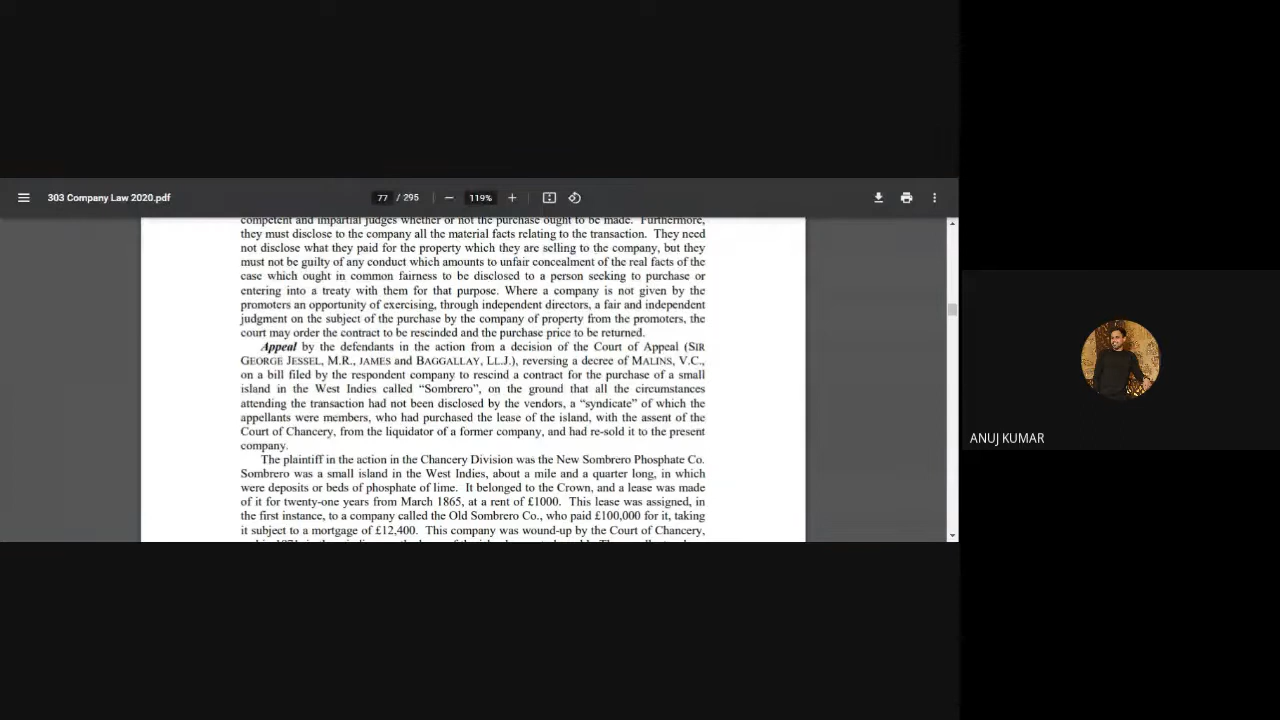 303 Company Law 2020.pdf
77 / 295
119%
competent and impartial judges whether or not the purchase ought to be made. Furthermore,
they must disclose to the company all the material facts relating to the transaction. They need
not disclose what they paid for the property which they are selling to the company, but they
must not be guilty of any conduct which amounts to unfair concealment of the real facts of the
case which ought in common fairness to be disclosed to a person seeking to purchase or
entering into a treaty with them for that purpose. Where a company is not given by the
promoters an opportunity of exercising, through independent directors, a fair and independent
judgment on the subject of the purchase by the company of property from the promoters, the
court may order the contract to be rescinded and the purchase price to be returned.
Appeal by the defendants in the action from a decision of the Court of Appeal (SIR
GEORGE JESSEL, M.R., JAMES and BAGGALLAY, LL.J.), reversing a decree of MALINS, V.C.,
on a bill filed by the respondent company to rescind a contract for the purchase of a small
island in the West Indies called “Sombrero”, on the ground that all the circumstances
attending the transaction had not been disclosed by the vendors, a “syndicate” of which the
appellants were members, who had purchased the lease of the island, with the assent of the
Court of Chancery, from the liquidator of a former company, and had re-sold it to the present
company.
The plaintiff in the action in the Chancery Division was the New Sombrero Phosphate Co.
Sombrero was a small island in the West Indies, about a mile and a quarter long, in which
were deposits or beds of phosphate of lime. It belonged to the Crown, and a lease was made
of it for twenty-one years from March 1865, at a rent of £1000. This lease was assigned, in
the first instance, to a company called the Old Sombrero Co., who paid £100,000 for it, taking
it subject to a mortgage of £12,400. This company was wound-up by the Court of Chancery,
ANUJ KUMAR